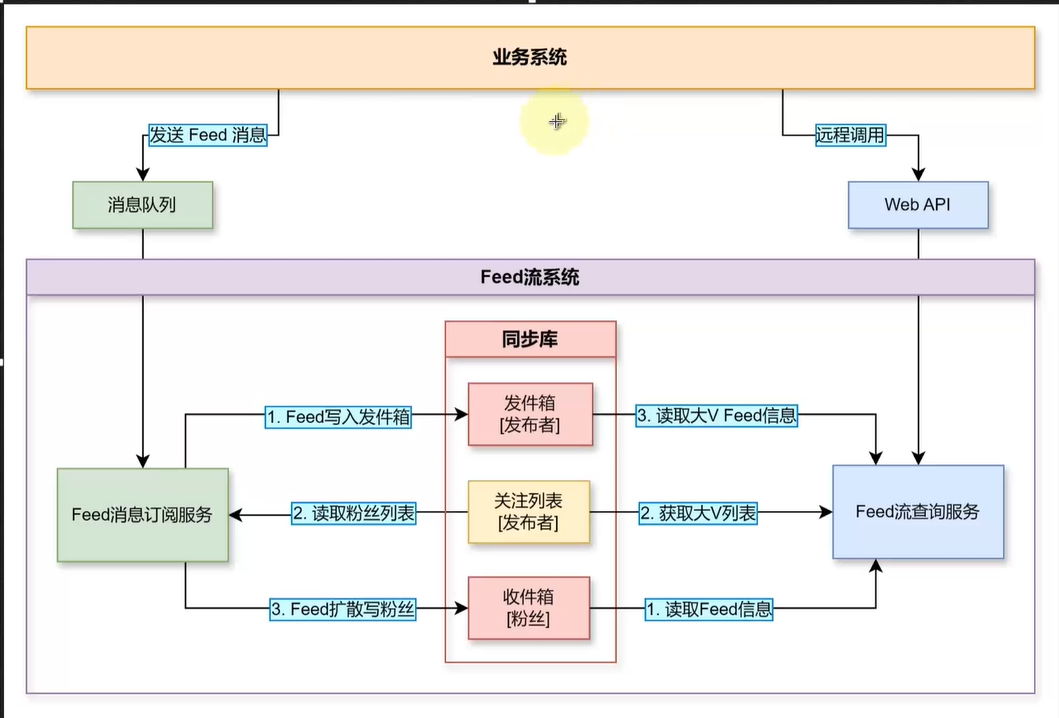 业务系统
发送 Feed 消息
远程调用
消息队列
Web API
Feed流系统
同步库
1. Feed写入发件箱
发件箱
[发布者]
3. 读取大V Feed信息
Feed消息订阅服务
2. 读取粉丝列表
关注列表
[发布者]
2. 获取大V列表
Feed流查询服务
3. Feed扩散写粉丝
收件箱
[粉丝]
1. 读取Feed信息